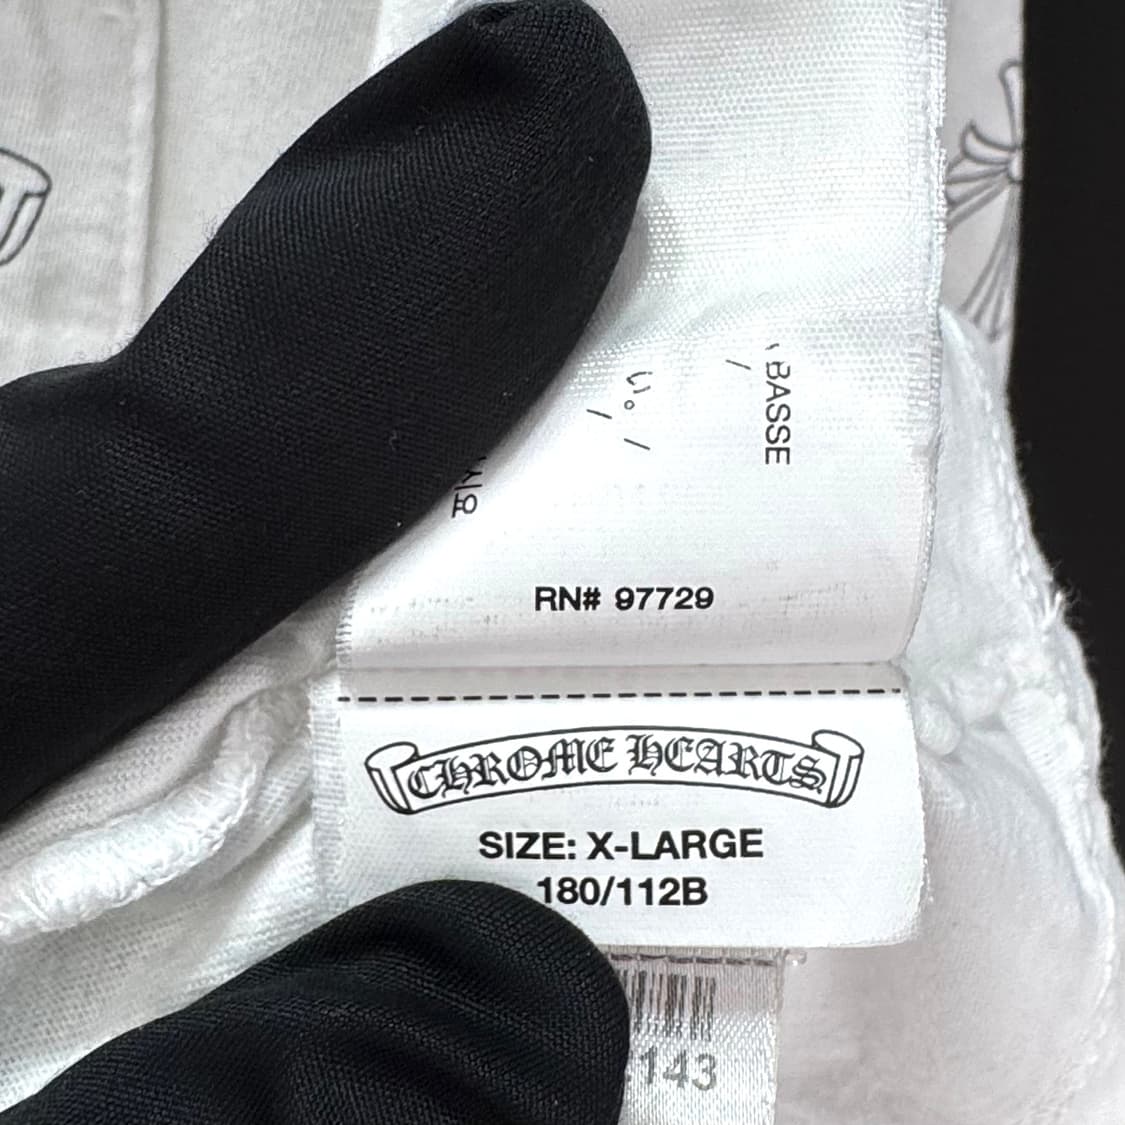 BASSE
RN# 97729
CHROME HEARTS
SIZE: X-LARGE
180/112B
143